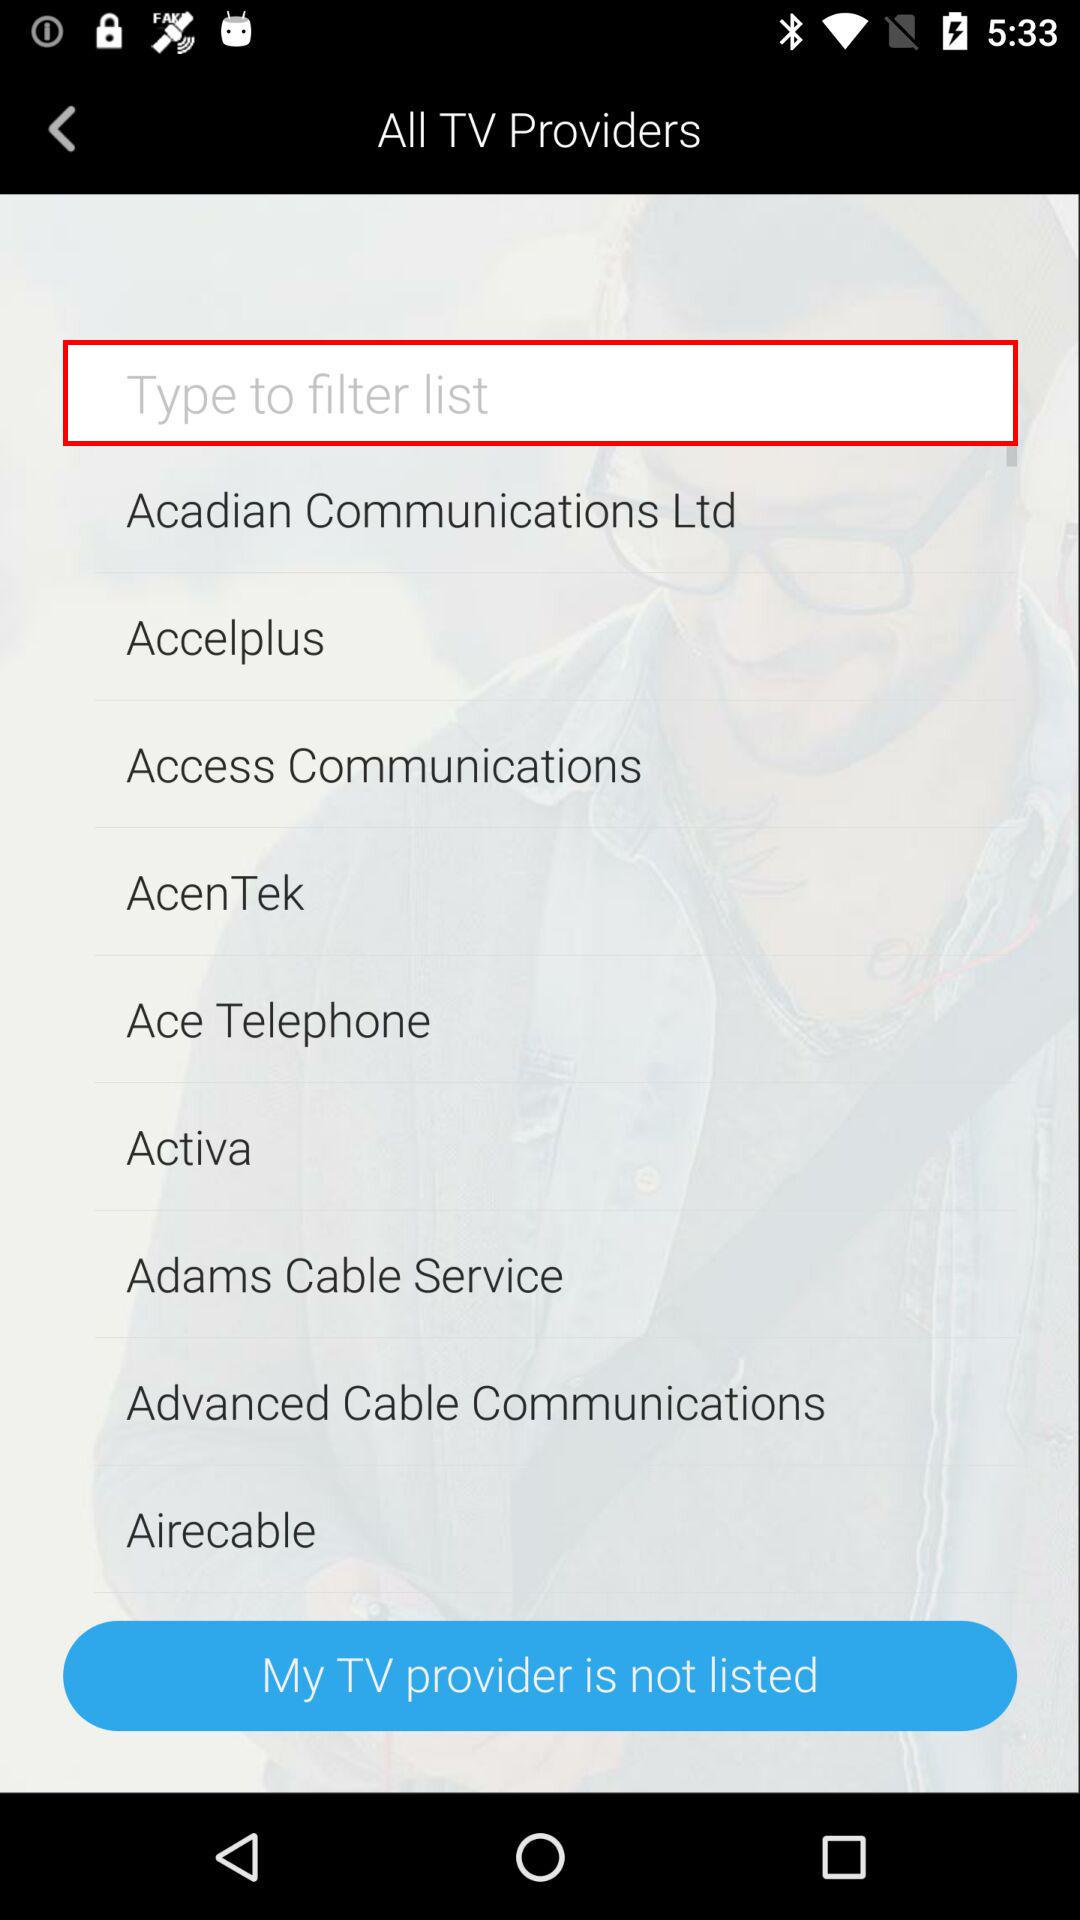 FAKE
5:33
All TV Providers
Type to filter list
Acadian Communications Ltd
Accelplus
Access Communications
AcenTek
Ace Telephone
Activa
Adams Cable Service
Advanced Cable Communications
Airecable
My TV provider is not listed